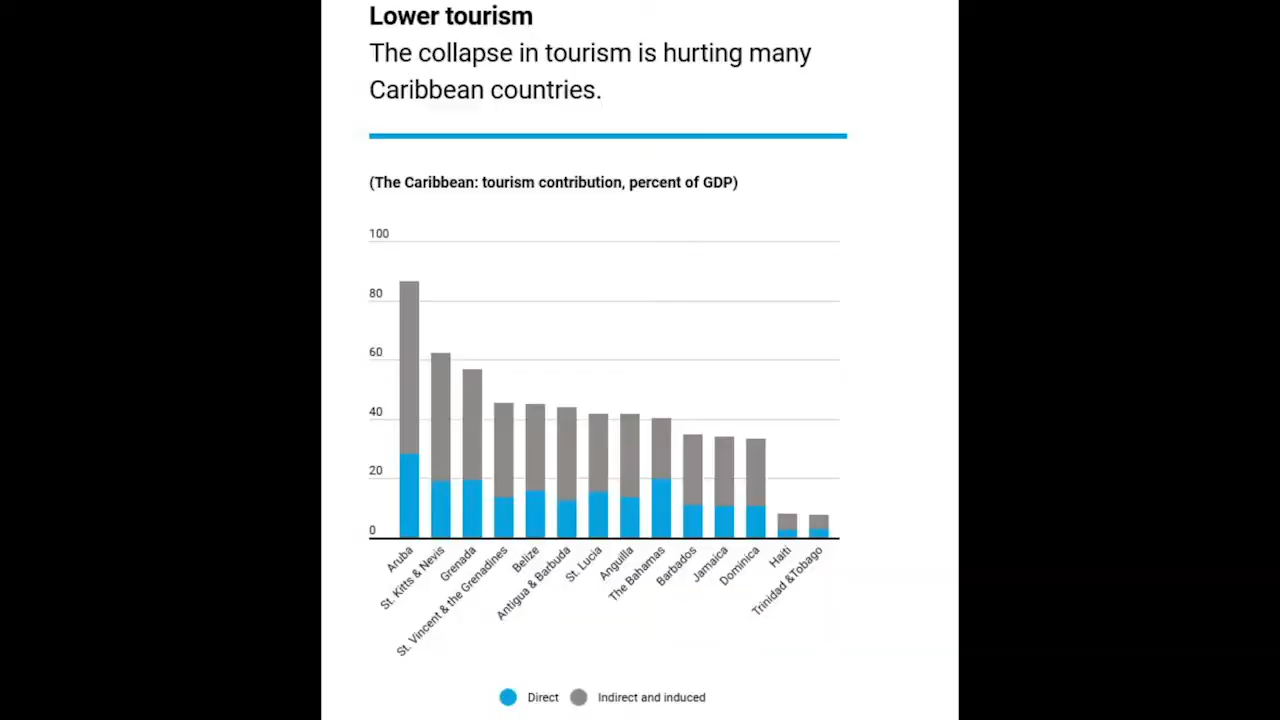 Lower tourism
The collapse in tourism is hurting many
Caribbean countries.
(The Caribbean: tourism contribution, percent of GDP)
100
80
60
40
20
0
Aruba
St. Kitts & Nevis
Grenada
St. Vincent & the Grenadines
Belize
Antigua & Barbuda
St. Lucia
Anguilla
The Bahamas
Barbados
Jamaica
Dominica
Haiti
Trinidad &Tobago
Direct
Indirect and induced